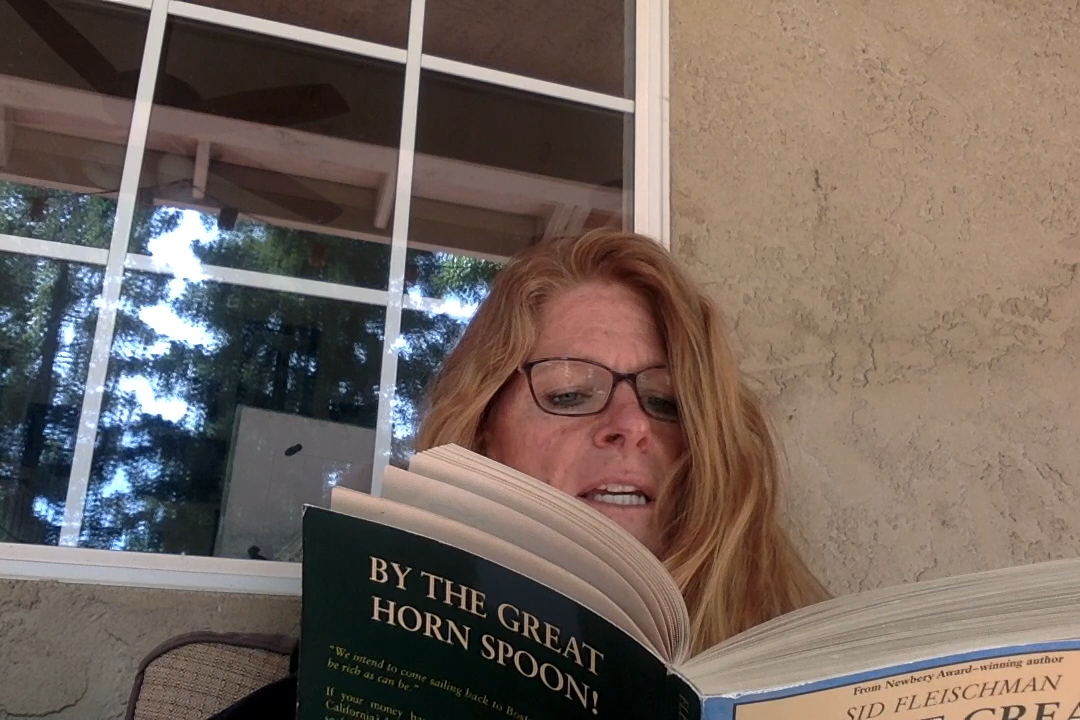 BY THE GREAT
HORN SPOON!
"We intend to come sailing back to
be rich as can be."
If your money
From Newbery Award–winning author
SID FLEISCHMAN